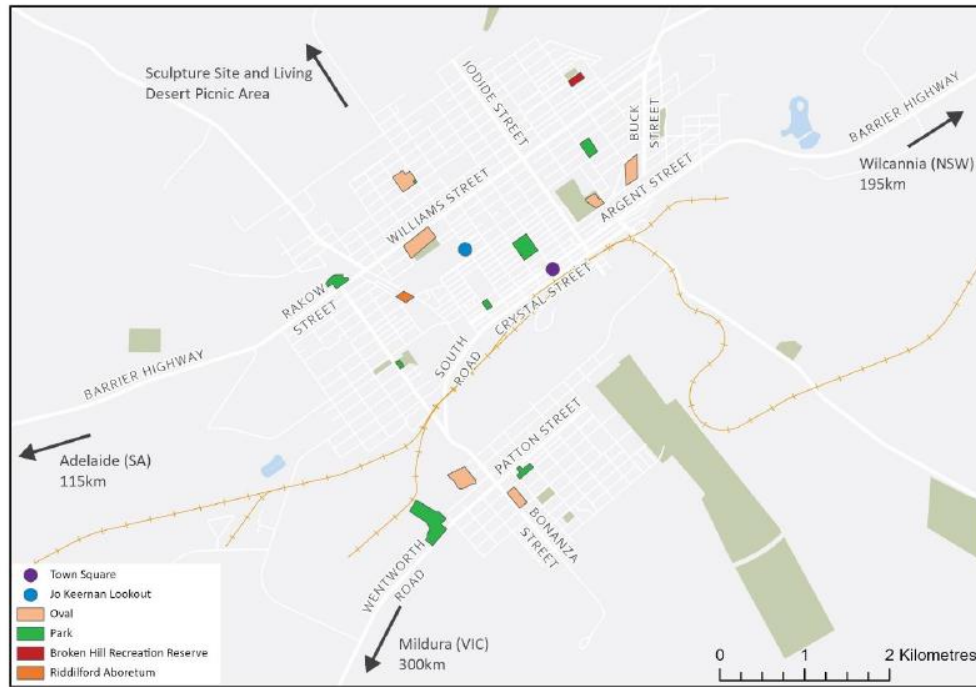 Sculpture Site and Living
Desert Picnic Area
IODIDE STREET
BUCK
STREET
BARRIER HIGHWAY
Wilcannia (NSW)
195km
ARGENT STREET
WILLIAMS STREET
CRYSTAL STREET
RAKOW
STREET
SOUTH
ROAD
BARRIER HIGHWAY
Adelaide (SA)
115km
PATTON STREET
BONANZA
STREET
WENTWORTH
ROAD
Mildura (VIC)
300km
Town Square
Jo Keernan Lookout
Oval
Park
Broken Hill Recreation Reserve
Riddilford Aboretum
0 1 2 Kilometres